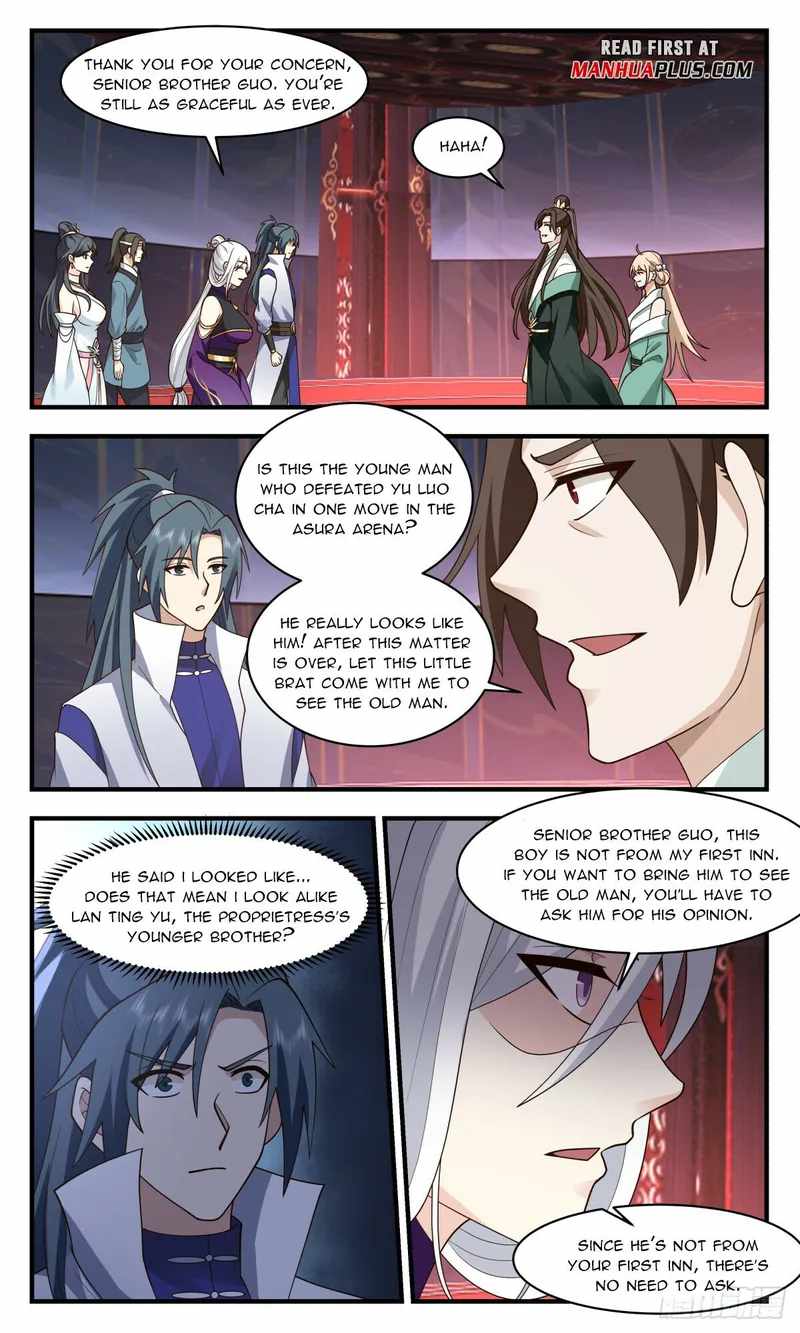 THANK YOU FOR YOUR CONCERN,
SENIOR BROTHER GUO. YOU'RE
STILL AS GRACEFUL AS EVER.
READ FIRST AT
MANHUAPLUS.COM
HAHA!
IS THIS THE YOUNG MAN
WHO DEFEATED YU LUO
CHA IN ONE MOVE IN THE
ASURA ARENA?
HE REALLY LOOKS LIKE
HIM! AFTER THIS MATTER
IS OVER, LET THIS LITTLE
BRAT COME WITH ME TO
SEE THE OLD MAN.
HE SAID I LOOKED LIKE...
DOES THAT MEAN I LOOK ALIKE
LAN TING YU, THE PROPRIETRESS'S
YOUNGER BROTHER?
SENIOR BROTHER GUO, THIS
BOY IS NOT FROM MY FIRST INN.
IF YOU WANT TO BRING HIM TO SEE
THE OLD MAN, YOU'LL HAVE TO
ASK HIM FOR HIS OPINION.
SINCE HE'S NOT FROM
YOUR FIRST INN, THERE'S
NO NEED TO ASK.